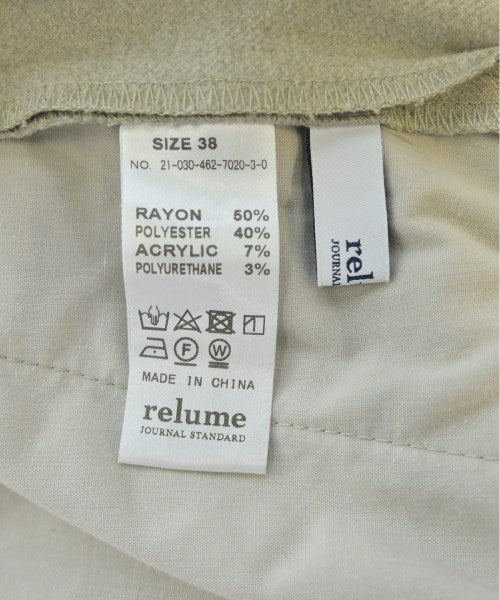 SIZE 38
NO. 21-030-462-7020-3-0
RAYON 50%
POLYESTER 40%
ACRYLIC 7%
POLYURETHANE 3%
F W
MADE IN CHINA
relume
JOURNAL STANDARD
rel
JOURNA